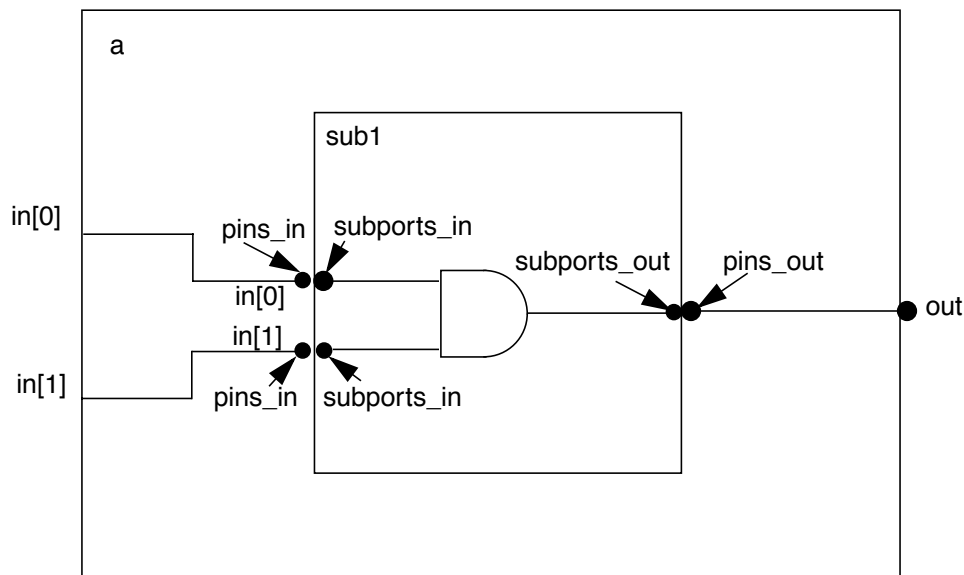 a
sub1
in[0]
pins_in
subports_in
subports_out
pins_out
in[0]
out
in[1]
in[1]
pins_in
subports_in